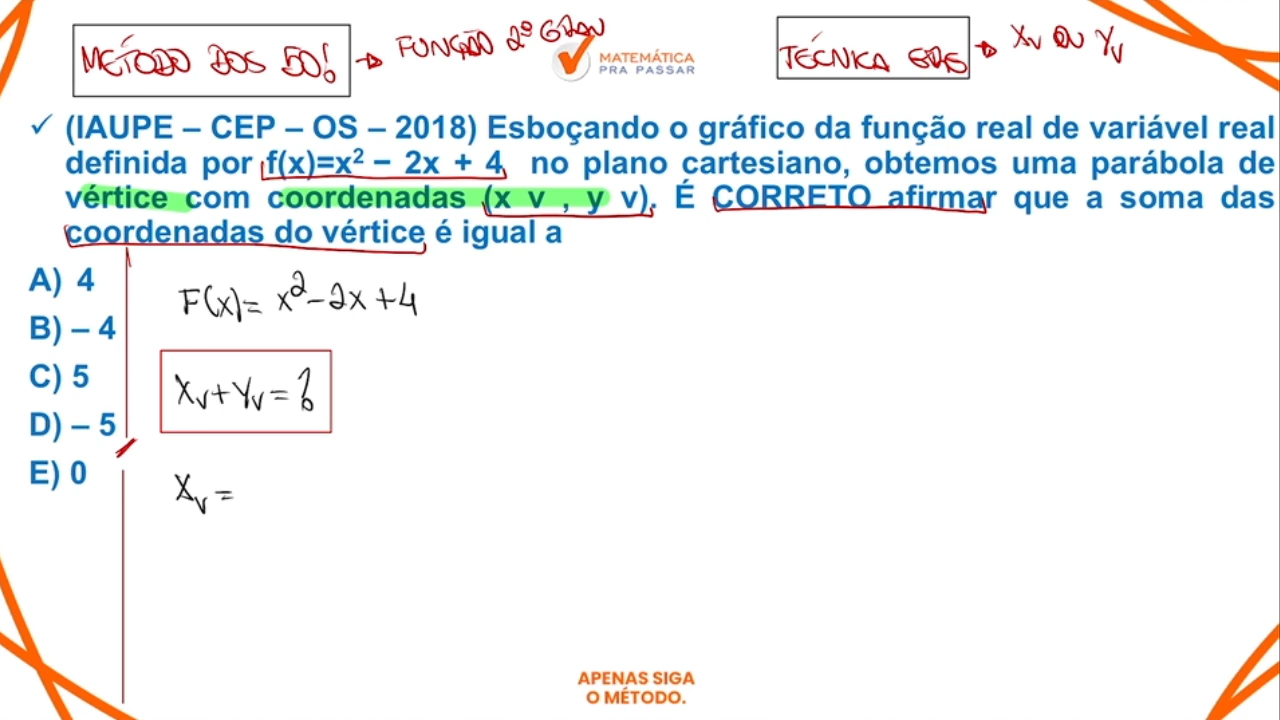 MÉTODO DOS 50! → FUNÇÃO 2º GRAU
MATEMÁTICA
PRA PASSAR
TÉCNICA → Xv OU Yv
✓ (IAUPE – CEP – OS – 2018) Esboçando o gráfico da função real de variável real
definida por f(x)=x² − 2x + 4 no plano cartesiano, obtemos uma parábola de
vértice com coordenadas (x v , y v). É CORRETO afirmar que a soma das
coordenadas do vértice é igual a
A) 4
B) – 4
C) 5
D) – 5
E) 0
F(x)= x²-2x+4
Xv+Yv=?
Xv=
APENAS SIGA
O MÉTODO.